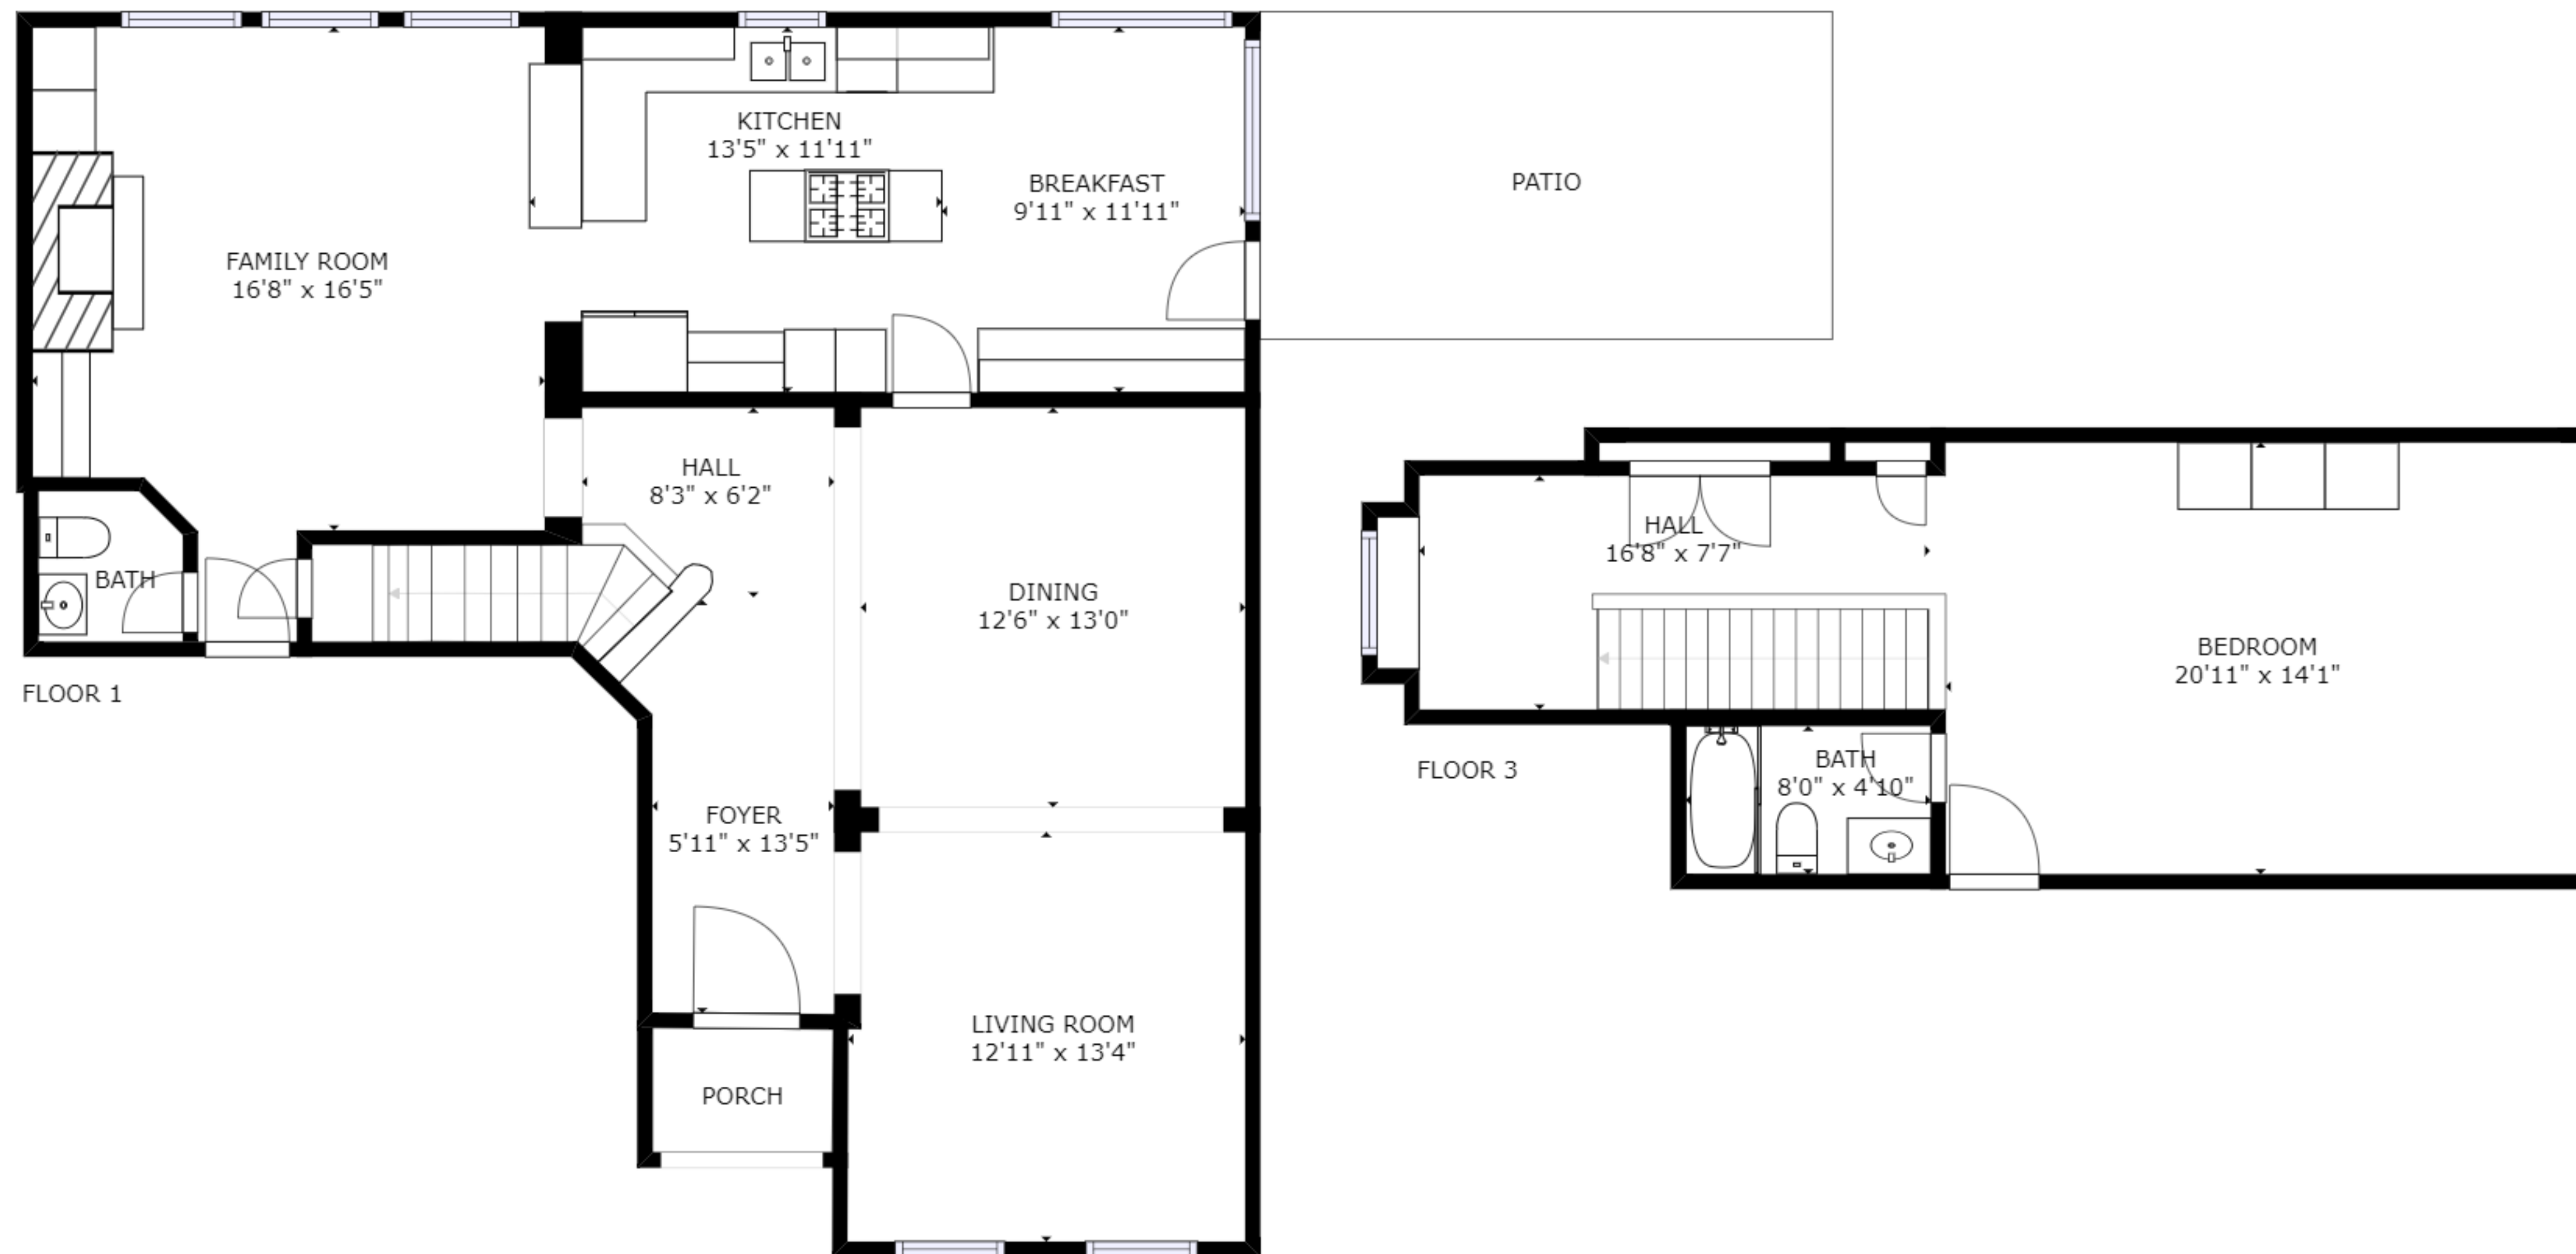 KITCHEN
13'5" x 11'11"
BREAKFAST
9'11" x 11'11"
PATIO
FAMILY ROOM
16'8" x 16'5"
HALL
8'3" x 6'2"
BATH
DINING
12'6" x 13'0"
FLOOR 1
FOYER
5'11" x 13'5"
LIVING ROOM
12'11" x 13'4"
PORCH
HALL
16'8" x 7'7"
BEDROOM
20'11" x 14'1"
BATH
8'0" x 4'10"
FLOOR 3